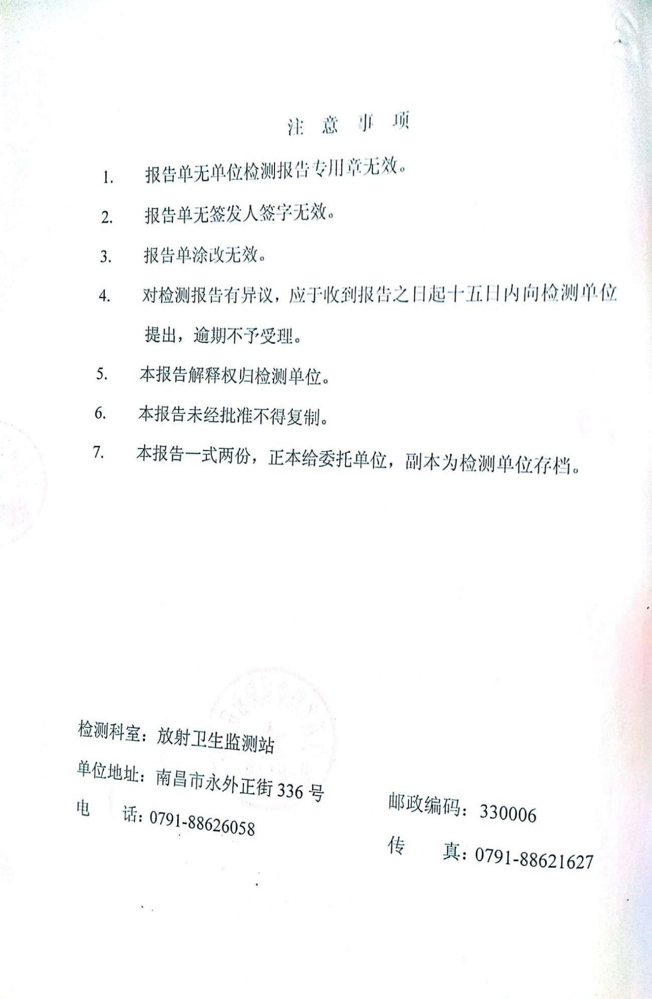 注 意 事 项
1. 报告单无单位检测报告专用章无效。
2. 报告单无签发人签字无效。
3. 报告单涂改无效。
4. 对检测报告有异议，应于收到报告之日起十五日内向检测单位
提出，逾期不予受理。
5. 本报告解释权归检测单位。
6. 本报告未经批准不得复制。
7. 本报告一式两份，正本给委托单位，副本为检测单位存档。
检测科室：放射卫生监测站
单位地址：南昌市永外正街 336 号
邮政编码：330006
电 话：0791-88626058
传 真：0791-88621627